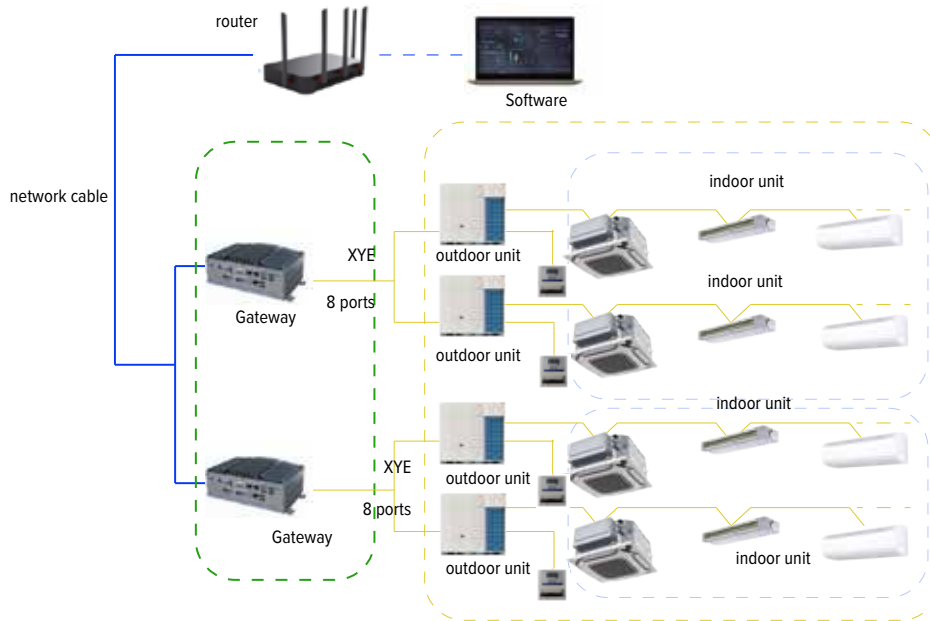 router
Software
network cable
indoor unit
XYE
outdoor unit
indoor unit
8 ports
Gateway
outdoor unit
indoor unit
XYE
outdoor unit
8 ports
Gateway
indoor unit
outdoor unit